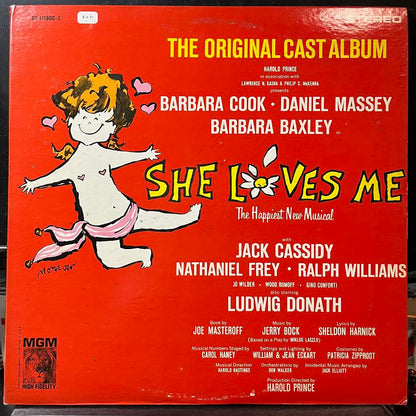 SE 4118OC-2
STEREO
THE ORIGINAL CAST ALBUM
HAROLD PRINCE
in association with
LAWRENCE N. KASHA & PHILIP C. McKENNA
presents
BARBARA COOK · DANIEL MASSEY
BARBARA BAXLEY in
SHE LOVES ME
The Happiest New Musical
with
JACK CASSIDY
NATHANIEL FREY · RALPH WILLIAMS
JO WILDER · WOOD ROMOFF · GINO CONFORTI
also starring
LUDWIG DONATH
Book by
JOE MASTEROFF
Music by
JERRY BOCK
Lyrics by
SHELDON HARNICK
(Based on a Play by MIKLOS LASZLO)
Musical Numbers Staged by
CAROL HANEY
Settings and Lighting by
WILLIAM & JEAN ECKART
Costumes by
PATRICIA ZIPPRODT
Musical Direction
HAROLD HASTINGS
Orchestrations by
DON WALKER
Incidental Music Arranged by
JACK ELLIOTT
Production Directed by
HAROLD PRINCE
MGM
HIGH FIDELITY